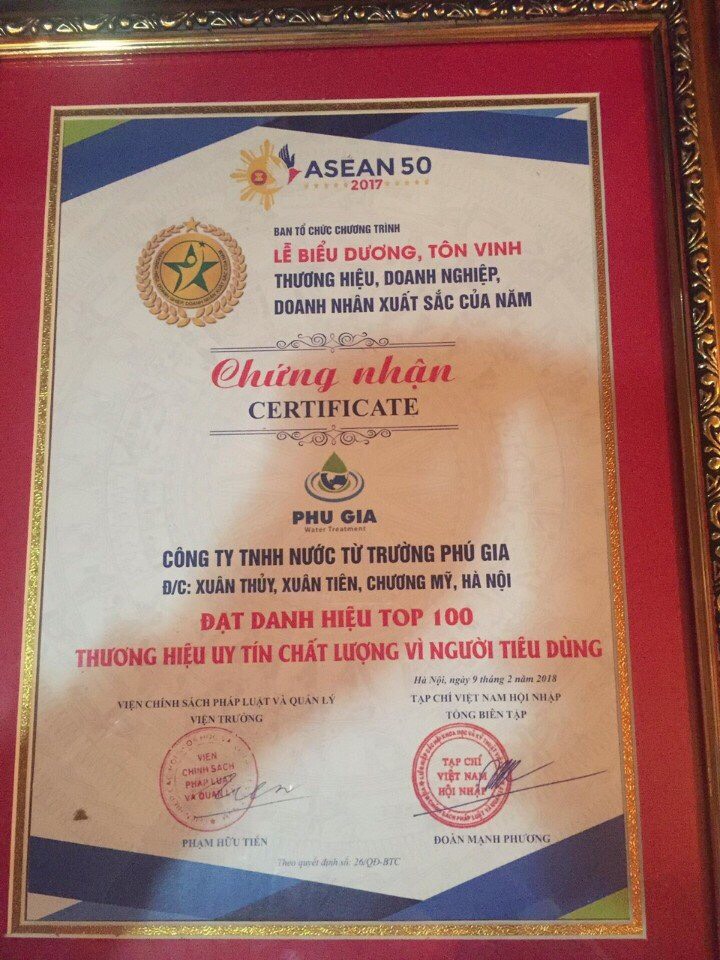 ASEAN 50
2017
BAN TỔ CHỨC CHƯƠNG TRÌNH
LỄ BIỂU DƯƠNG, TÔN VINH
THƯƠNG HIỆU, DOANH NGHIỆP,
DOANH NHÂN XUẤT SẮC CỦA NĂM
Chứng nhận
CERTIFICATE
PHU GIA
Water Treatment
CÔNG TY TNHH NƯỚC TỪ TRƯỜNG PHÚ GIA
Đ/C: XUÂN THỦY, XUÂN TIÊN, CHƯƠNG MỸ, HÀ NỘI
ĐẠT DANH HIỆU TOP 100
THƯƠNG HIỆU UY TÍN CHẤT LƯỢNG VÌ NGƯỜI TIÊU DÙNG
Hà Nội, ngày 9 tháng 2 năm 2018
VIỆN CHÍNH SÁCH PHÁP LUẬT VÀ QUẢN LÝ
VIỆN TRƯỞNG
TẠP CHÍ VIỆT NAM HỘI NHẬP
TỔNG BIÊN TẬP
VIỆN
CHÍNH SÁCH
PHÁP LUẬT
VÀ QUẢN LÝ
TẠP CHÍ
VIỆT NAM
HỘI NHẬP
PHẠM HỮU TIẾN
ĐOÀN MẠNH PHƯƠNG
Theo quyết định số: 26/QĐ-BTC